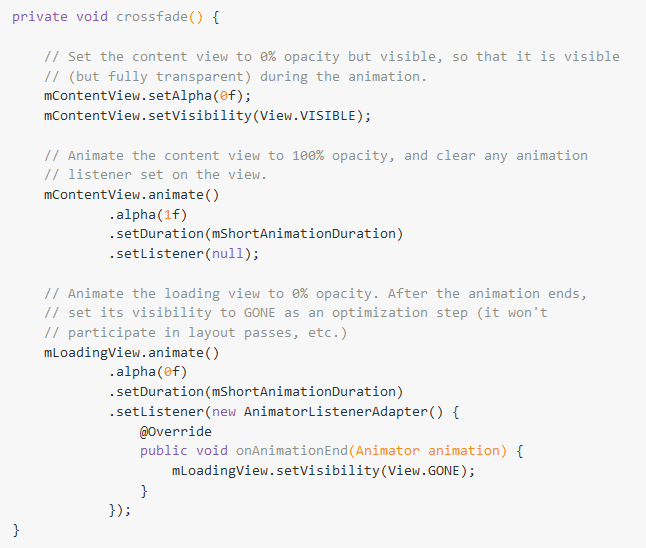 private void crossfade() {
// Set the content view to 0% opacity but visible, so that it is visible
// (but fully transparent) during the animation.
mContentView.setAlpha(0f);
mContentView.setVisibility(View.VISIBLE);
// Animate the content view to 100% opacity, and clear any animation
// listener set on the view.
mContentView.animate()
.alpha(1f)
.setDuration(mShortAnimationDuration)
.setListener(null);
// Animate the loading view to 0% opacity. After the animation ends,
// set its visibility to GONE as an optimization step (it won't
// participate in layout passes, etc.)
mLoadingView.animate()
.alpha(0f)
.setDuration(mShortAnimationDuration)
.setListener(new AnimatorListenerAdapter() {
@Override
public void onAnimationEnd(Animator animation) {
mLoadingView.setVisibility(View.GONE);
}
});
}